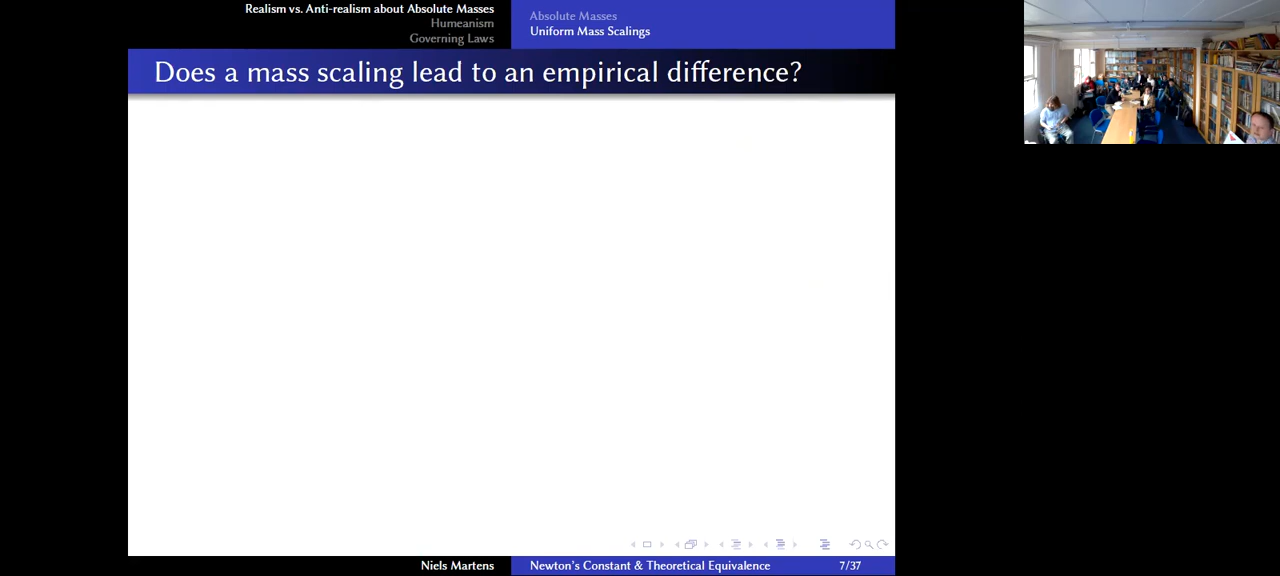 Realism vs. Anti-realism about Absolute Masses
Humeanism
Governing Laws
Absolute Masses
Uniform Mass Scalings
Does a mass scaling lead to an empirical difference?
Niels Martens
Newton's Constant & Theoretical Equivalence
7/37